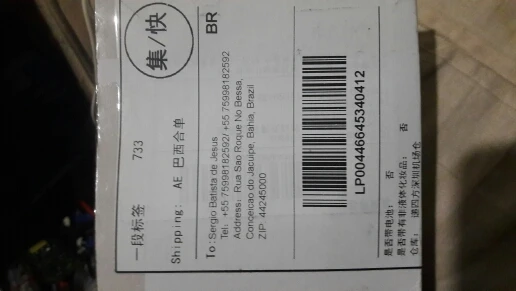 一段标签 733
集/快
Shipping: AE 巴西合单
BR
To:Sergio Batista de Jesus
Tel: +55 75998182592/ +55 75998182592
Address: Rua Sao Roque No Bessa,
Conceicao do Jacuipe, Bahia, Brazil
ZIP: 44245000
LP00446645340412
是否带电池: 否
是否带有非液体化妆品: 否
仓库: 递四方深圳机场仓